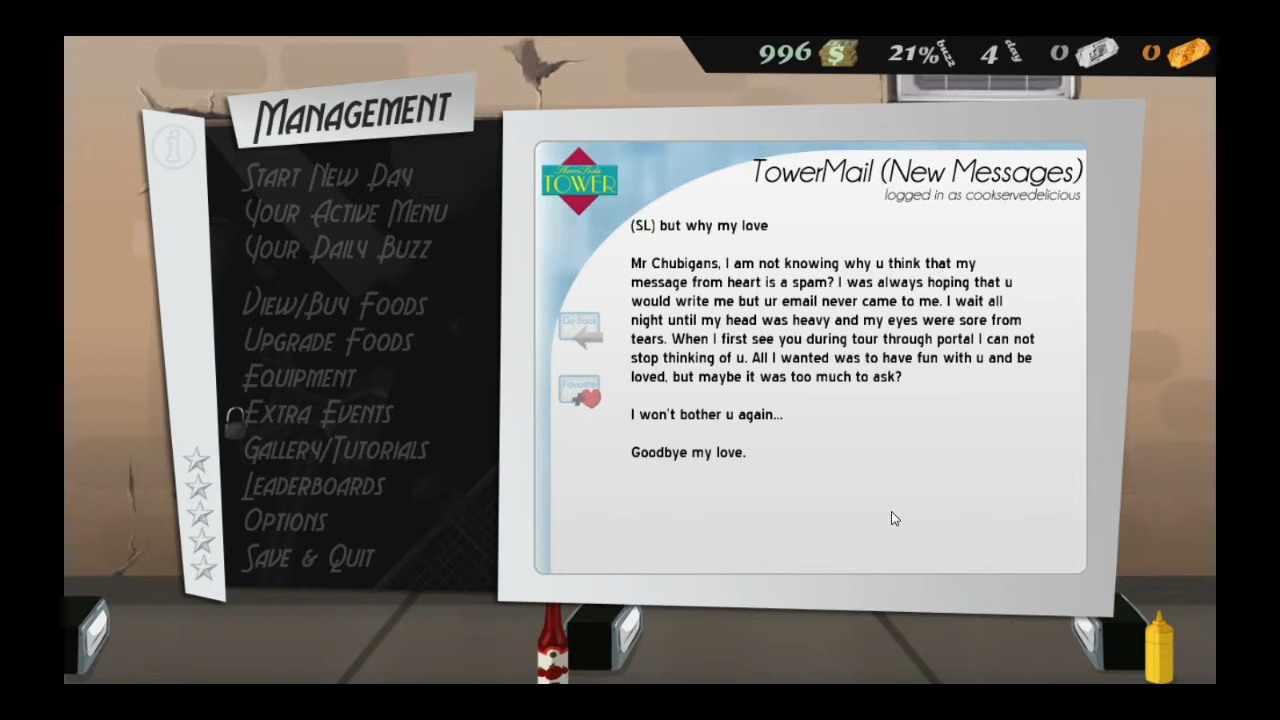 996 $ 21% buzz 4 day 0 0
MANAGEMENT
i
START NEW DAY
YOUR ACTIVE MENU
YOUR DAILY BUZZ
VIEW/BUY FOODS
UPGRADE FOODS
EQUIPMENT
EXTRA EVENTS
GALLERY/TUTORIALS
LEADERBOARDS
OPTIONS
SAVE & QUIT
TOWER
TowerMail (New Messages)
logged in as cookservedelicious
(SL) but why my love
Mr Chubigans, I am not knowing why u think that my
message from heart is a spam? I was always hoping that u
would write me but ur email never came to me. I wait all
night until my head was heavy and my eyes were sore from
tears. When I first see you during tour through portal I can not
stop thinking of u. All I wanted was to have fun with u and be
loved, but maybe it was too much to ask?
I won't bother u again...
Goodbye my love.
Go Back
Favorite